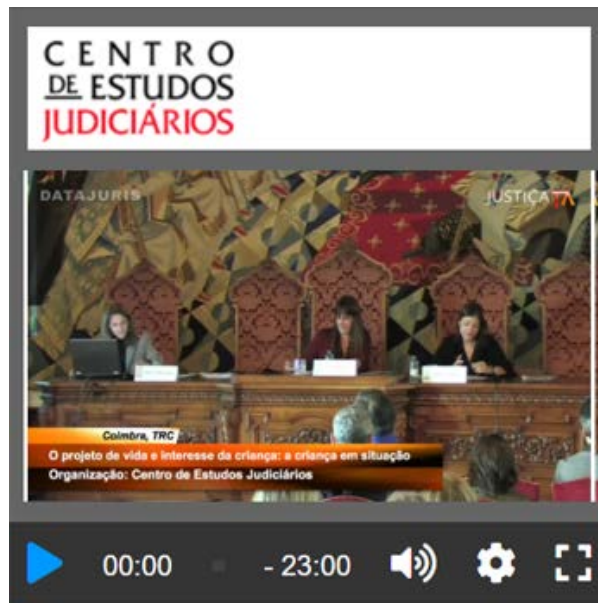 CENTRO
DE ESTUDOS
JUDICIÁRIOS
DATAJURIS
JUSTIÇA TV
Coimbra, TRC
O projeto de vida e interesse da criança: a criança em situação
Organização: Centro de Estudos Judiciários
00:00
- 23:00